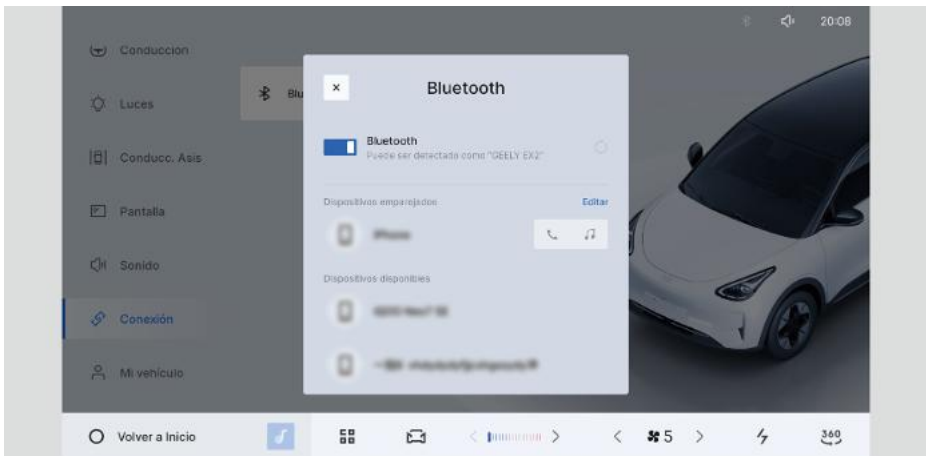 20:08
Conduccion
Luces
Conducc. Asis
Pantalla
Sonido
Conexión
Mi vehículo
Blu
×
Bluetooth
Bluetooth
Puede ser detectado como "GEELY EX2"
Dispositivos emparejados
Editar
iPhone
Dispositivos disponibles
Volver a Inicio
5
360